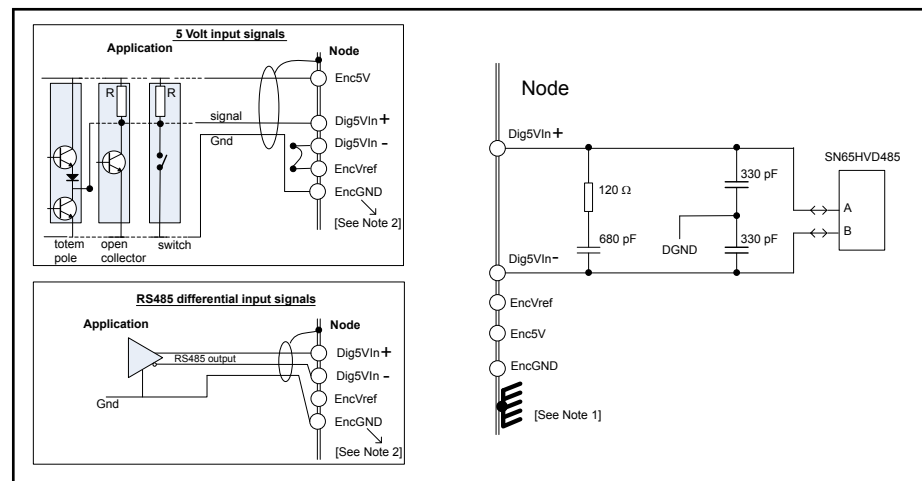 5 Volt input signals
Application
Node
Enc5V
R
R
signal
Dig5VIn+
Gnd
Dig5VIn -
EncVref
EncGND
[See Note 2]
totem pole
open collector
switch
RS485 differential input signals
Application
Node
Dig5VIn+
RS485 output
Dig5VIn -
EncVref
Gnd
EncGND
[See Note 2]
Node
Dig5VIn+
SN65HVD485
330 pF
120 Ω
A
B
680 pF
DGND
330 pF
Dig5VIn-
EncVref
Enc5V
EncGND
[See Note 1]